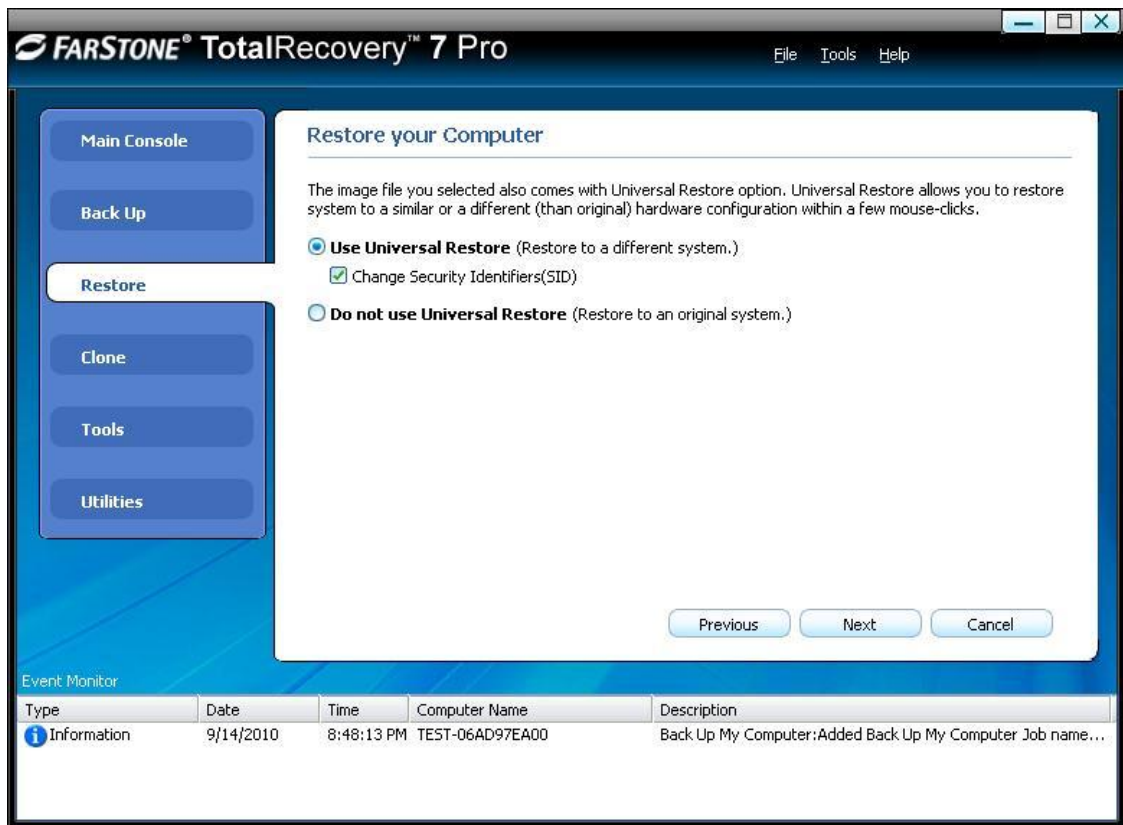 FARSTONE® TotalRecovery™ 7 Pro
File Tools Help
Main Console
Back Up
Restore
Clone
Tools
Utilities
Restore your Computer
The image file you selected also comes with Universal Restore option. Universal Restore allows you to restore
system to a similar or a different (than original) hardware configuration within a few mouse-clicks.
Use Universal Restore (Restore to a different system.)
Change Security Identifiers(SID)
Do not use Universal Restore (Restore to an original system.)
Previous Next Cancel
Event Monitor
Type Date Time Computer Name Description
Information 9/14/2010 8:48:13 PM TEST-06AD97EA00 Back Up My Computer:Added Back Up My Computer Job name...